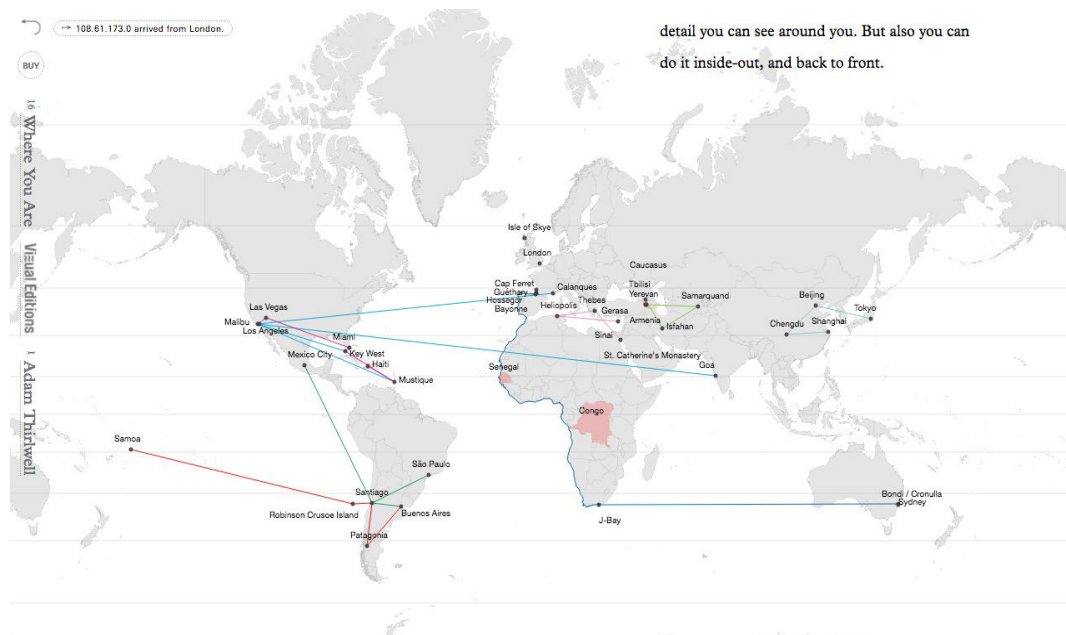 → 108.61.173.0 arrived from London.
BUY
16 Where You Are Visual Editions 1 Adam Thirlwell
detail you can see around you. But also you can
do it inside-out, and back to front.
Isle of Skye
London
Caucasus
Cap Ferret
Calanques
Tbilisi
Guéthary
Yerevan
Samarquand
Beijing
Hossegor
Thebes
Bayonne
Heliopolis
Gerasa
Las Vegas
Tokyo
Malibu
Armenia
Isfahan
Chengdu
Shanghai
Los Angeles
Miami
Sinai
Mexico City
Key West
St. Catherine's Monastery
Haiti
Senegal
Goa
Mustique
Congo
Samoa
São Paulo
Santiago
Bondi / Cronulla
Sydney
Robinson Crusoe Island
Buenos Aires
J-Bay
Patagonia